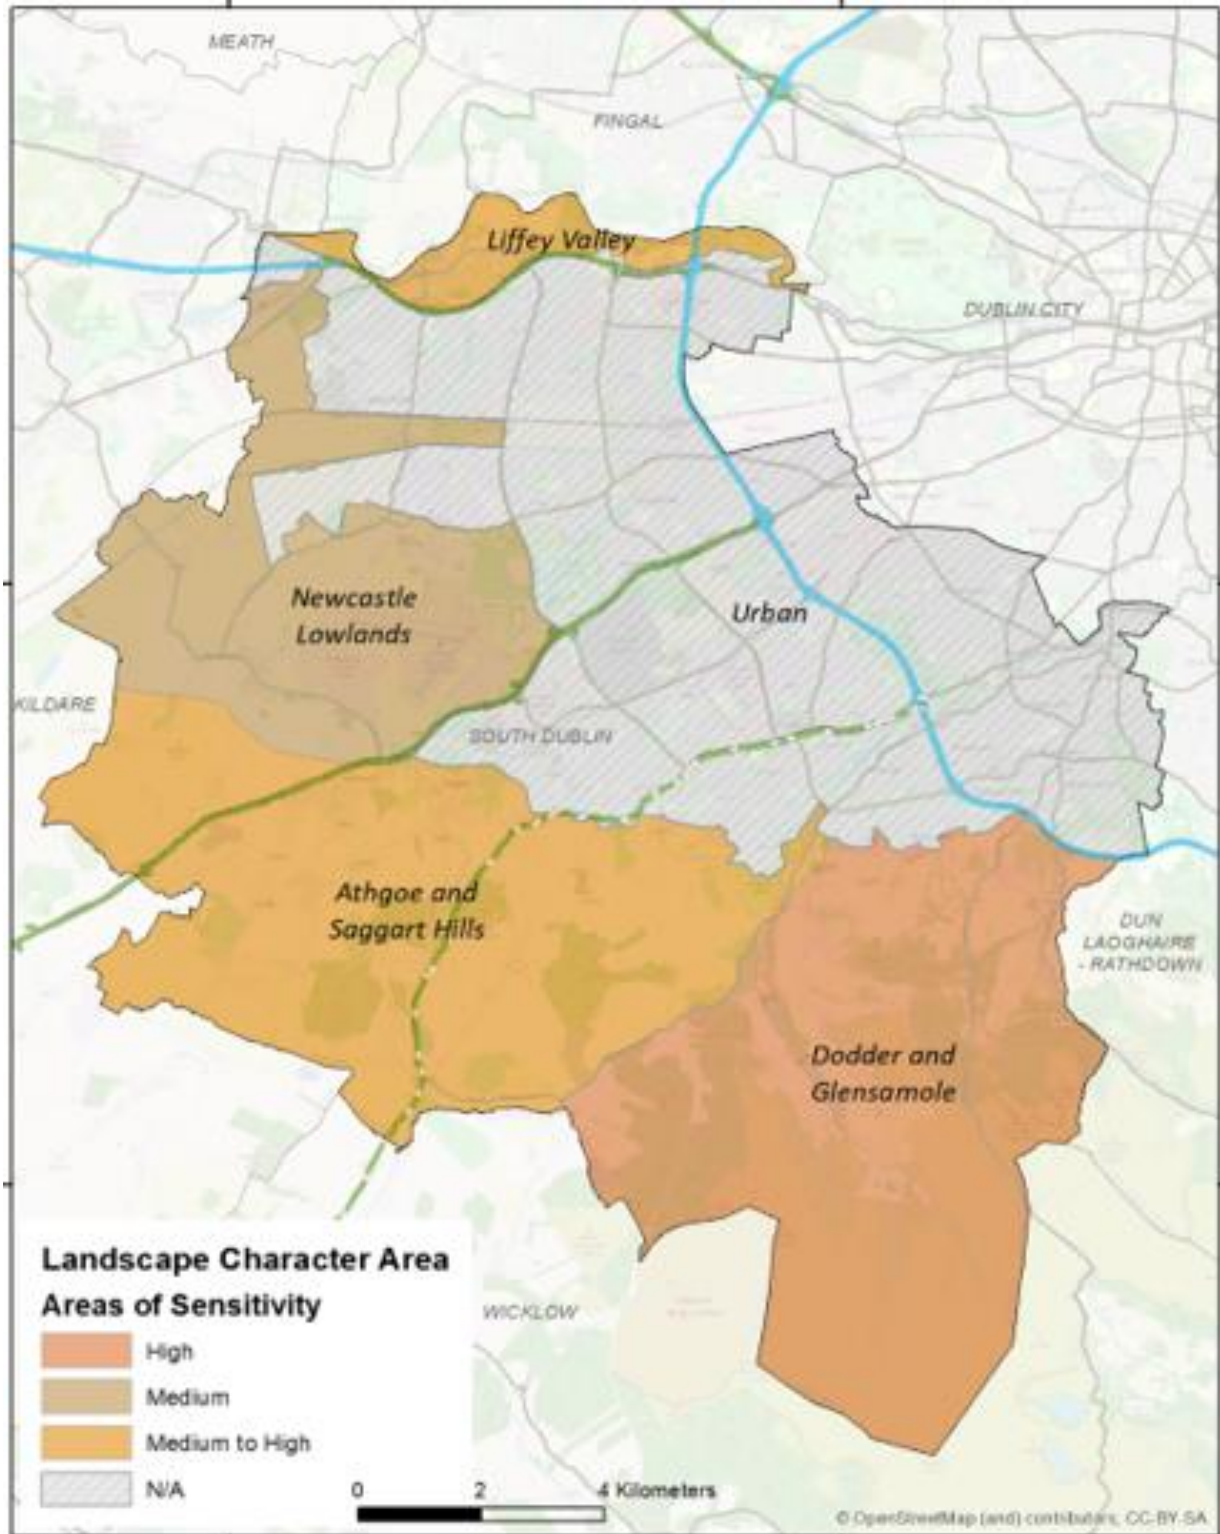 MEATH
FINGAL
Liffey Valley
DUBLIN CITY
Newcastle
Lowlands
Urban
KILDARE
SOUTH DUBLIN
Athgoe and
Saggart Hills
DUN
LAOGHAIRE
- RATHDOWN
Dodder and
Glensamole
Landscape Character Area
Areas of Sensitivity
High
Medium
Medium to High
N/A
WICKLOW
0 2 4 Kilometers
© OpenStreetMap (and) contributors, CC-BY-SA